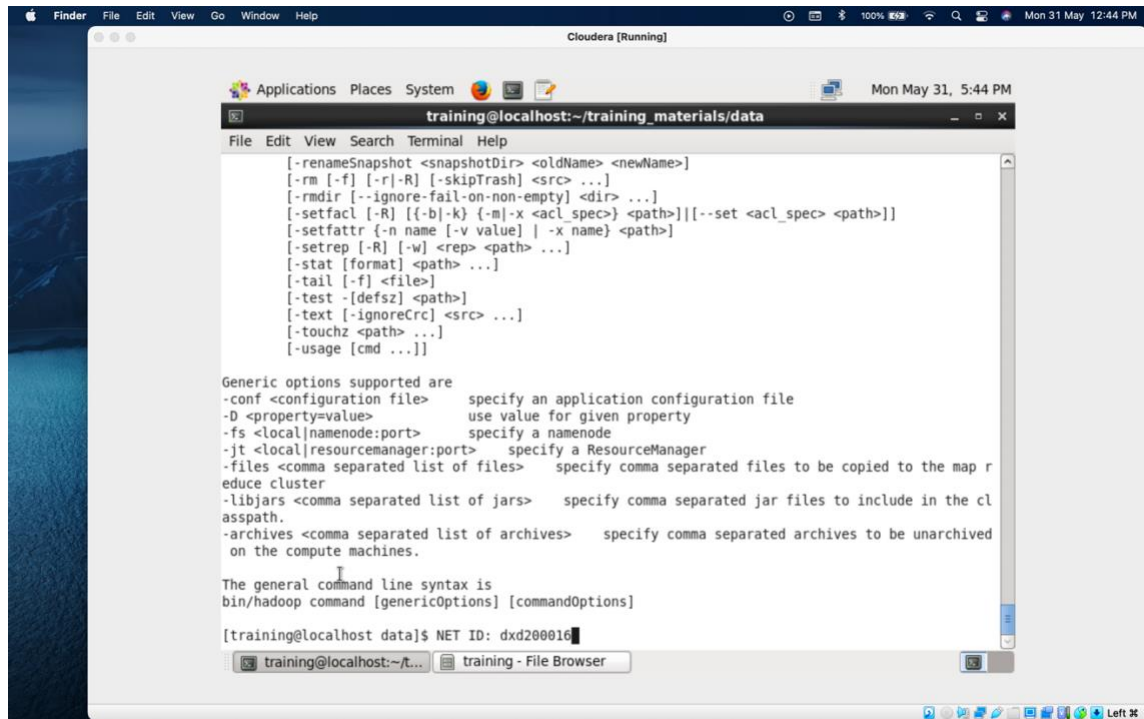 Finder File Edit View Go Window Help 100% Mon 31 May 12:44 PM
Cloudera [Running]
Applications Places System Mon May 31, 5:44 PM
training@localhost:~/training_materials/data
File Edit View Search Terminal Help
[-renameSnapshot <snapshotDir> <oldName> <newName>]
[-rm [-f] [-r|-R] [-skipTrash] <src> ...]
[-rmdir [--ignore-fail-on-non-empty] <dir> ...]
[-setfacl [-R] [{-b|-k} {-m|-x <acl_spec>} <path>]|[--set <acl_spec> <path>]]
[-setfattr {-n name [-v value] | -x name} <path>]
[-setrep [-R] [-w] <rep> <path> ...]
[-stat [format] <path> ...]
[-tail [-f] <file>]
[-test -[defsz] <path>]
[-text [-ignoreCrc] <src> ...]
[-touchz <path> ...]
[-usage [cmd ...]]
Generic options supported are
-conf <configuration file> specify an application configuration file
-D <property=value> use value for given property
-fs <local|namenode:port> specify a namenode
-jt <local|resourcemanager:port> specify a ResourceManager
-files <comma separated list of files> specify comma separated files to be copied to the map r
educe cluster
-libjars <comma separated list of jars> specify comma separated jar files to include in the cl
asspath.
-archives <comma separated list of archives> specify comma separated archives to be unarchived
on the compute machines.
The general command line syntax is
bin/hadoop command [genericOptions] [commandOptions]
[training@localhost data]$ NET ID: dxd200016
training@localhost:~/t... training - File Browser
Left ⌘